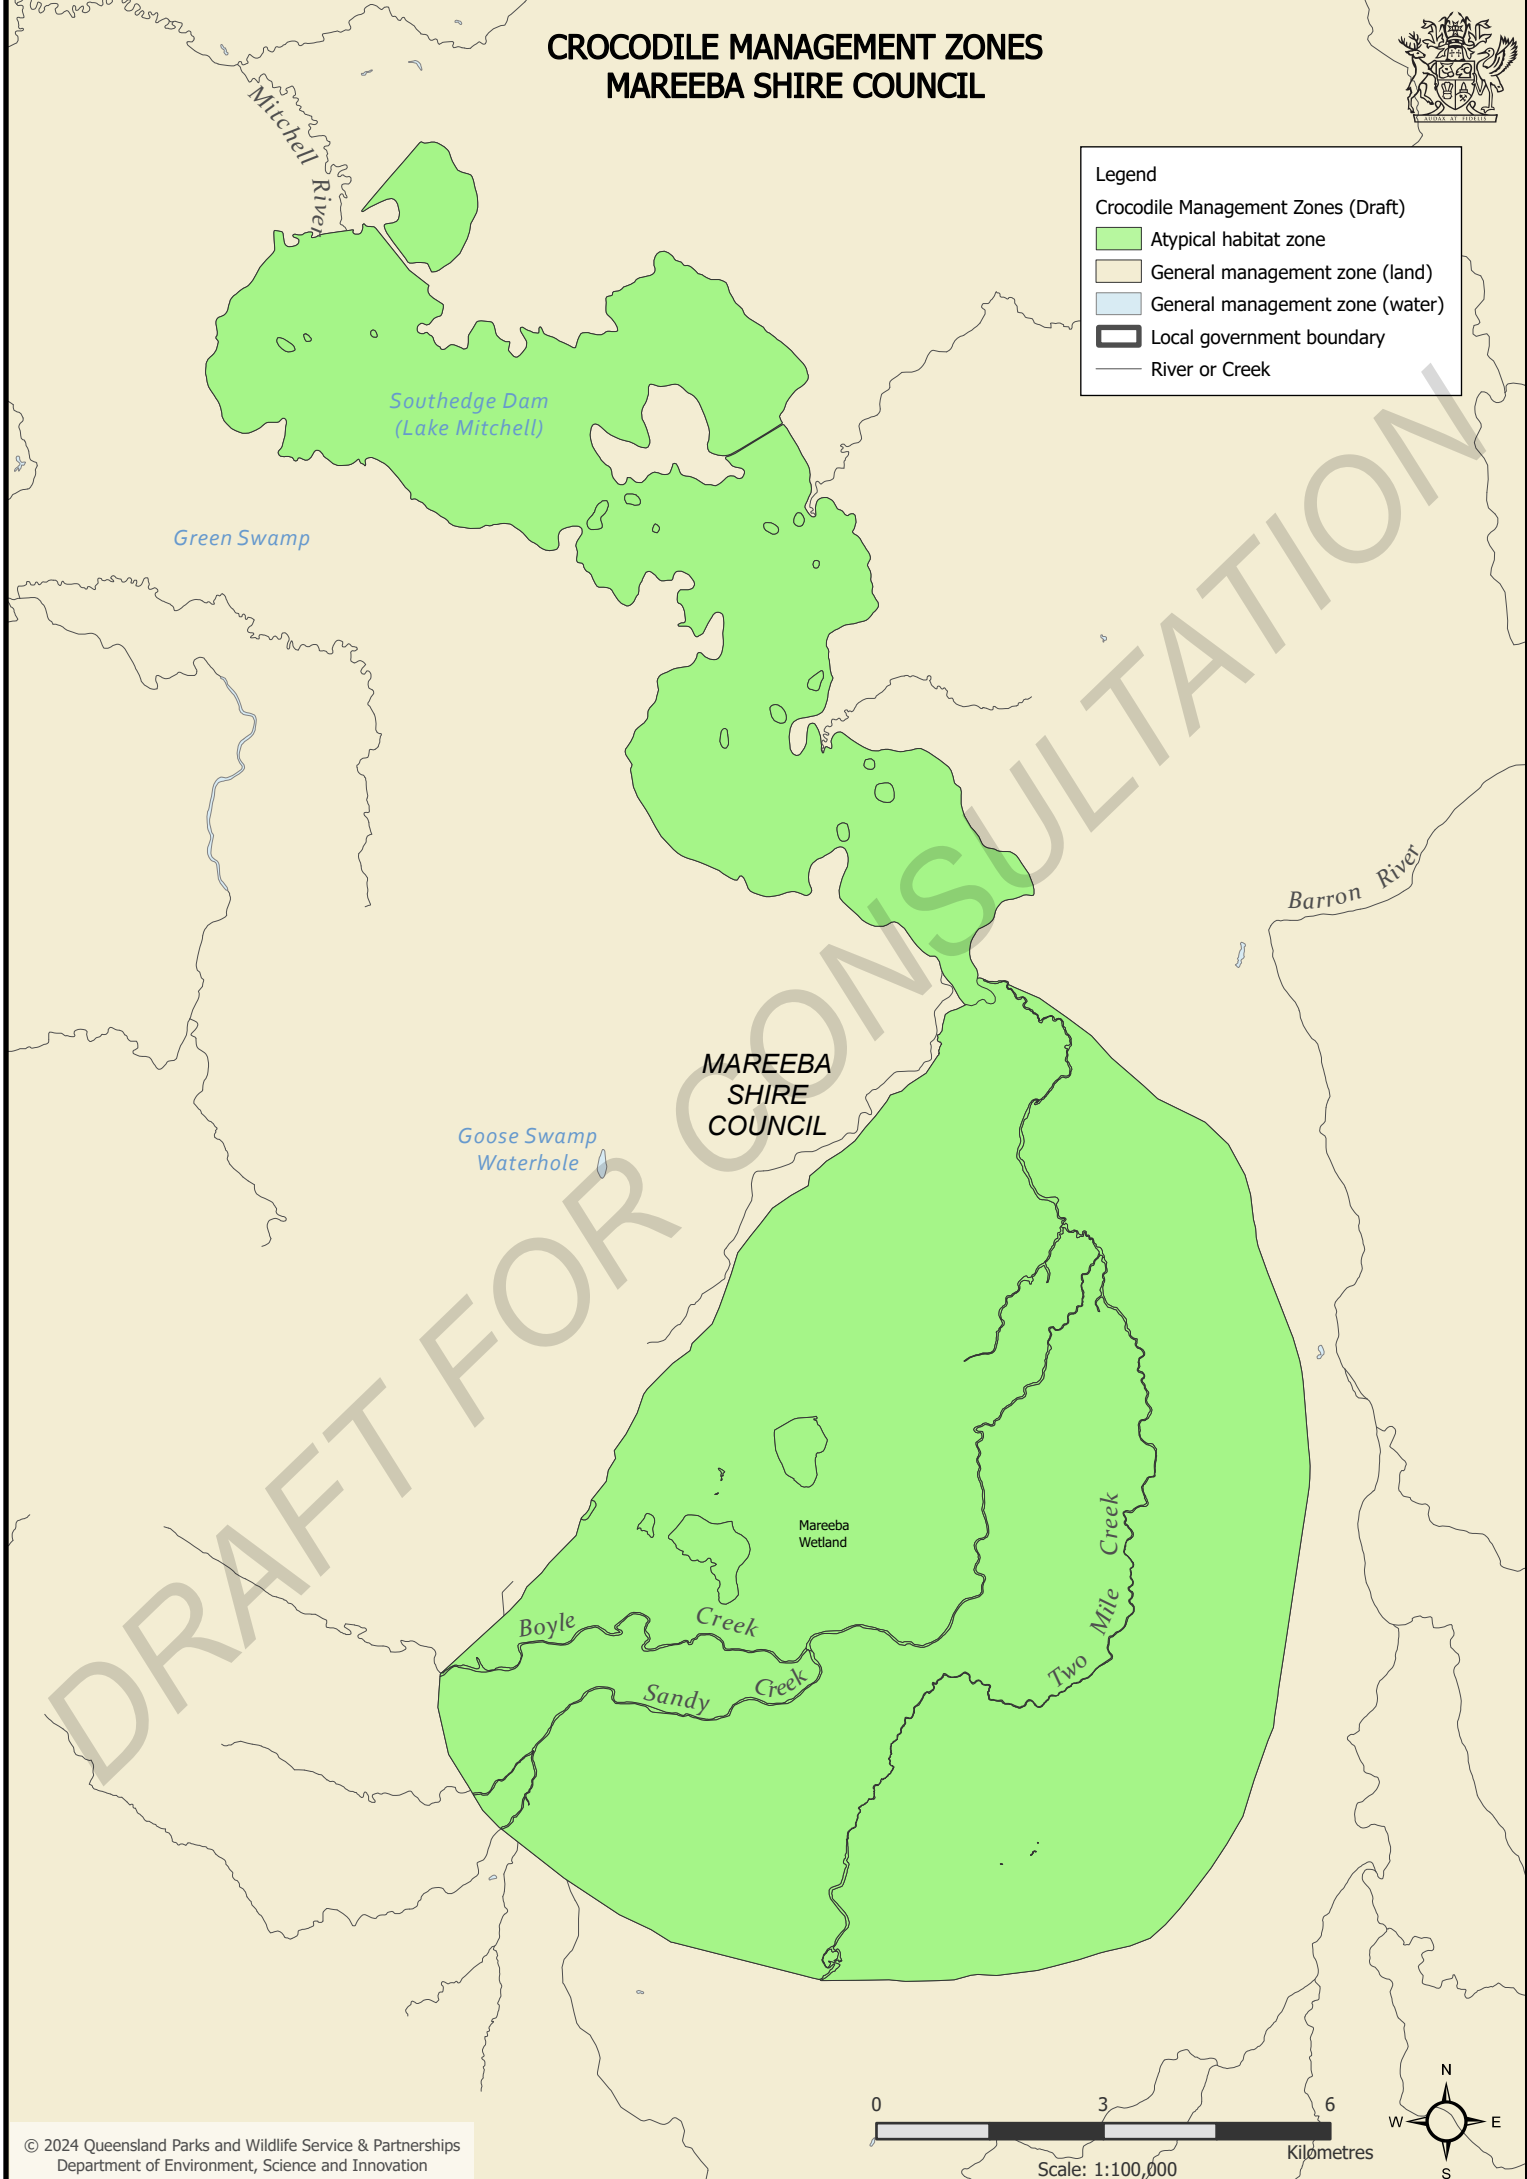 CROCODILE MANAGEMENT ZONES
MAREEBA SHIRE COUNCIL
AUDAX AT FIDELIS
Legend
Crocodile Management Zones (Draft)
Atypical habitat zone
General management zone (land)
General management zone (water)
Local government boundary
River or Creek
Mitchell River
Southedge Dam
(Lake Mitchell)
Green Swamp
Barron River
MAREEBA
SHIRE
COUNCIL
Goose Swamp
Waterhole
DRAFT FOR CONSULTATION
Mareeba
Wetland
Boyle Creek
Sandy Creek
Two Mile Creek
0 3 6
Kilometres
Scale: 1:100,000
N
W E
S
© 2024 Queensland Parks and Wildlife Service & Partnerships
Department of Environment, Science and Innovation